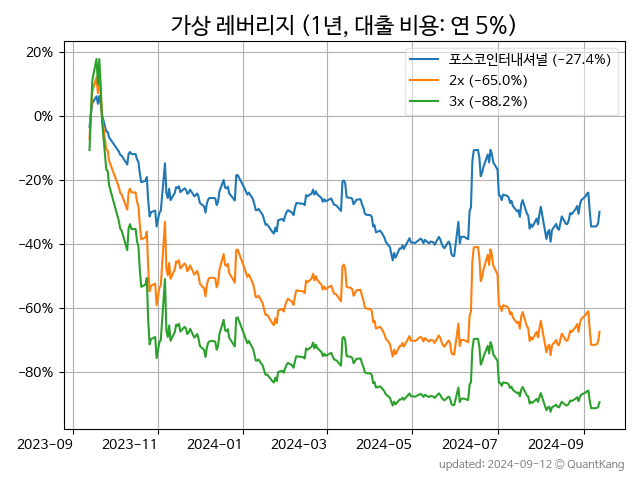 가상 레버리지 (1년, 대출 비용: 연 5%)
포스코인터내셔널 (−27.4%)
2x (−65.0%)
3x (−88.2%)
20%
0%
−20%
−40%
−60%
−80%
2023-09
2023-11
2024-01
2024-03
2024-05
2024-07
2024-09
updated: 2024-09-12 © QuantKang